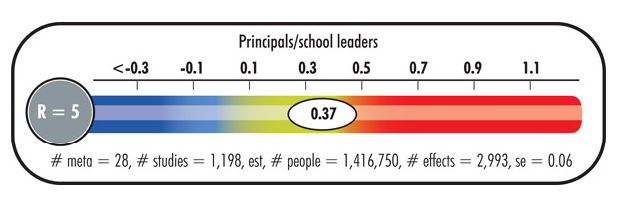 Principals/school leaders
<-0.3 -0.1 0.1 0.3 0.5 0.7 0.9 1.1
R = 5
0.37
# meta = 28, # studies = 1,198, est, # people = 1,416,750, # effects = 2,993, se = 0.06